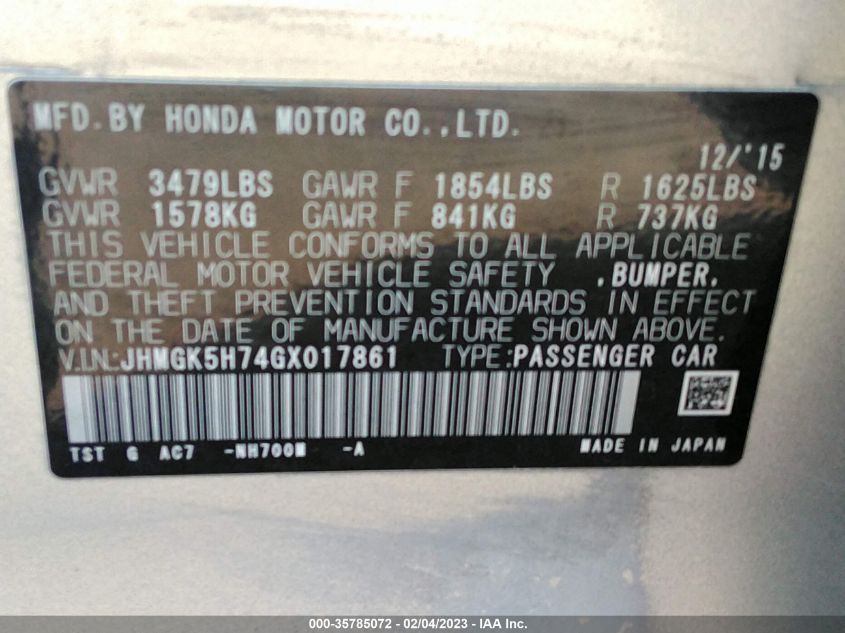 MFD. BY HONDA MOTOR CO., LTD.
12/'15
GVWR 3479LBS GAWR F 1854LBS R 1625LBS
GVWR 1578KG GAWR F 841KG R 737KG
THIS VEHICLE CONFORMS TO ALL APPLICABLE
FEDERAL MOTOR VEHICLE SAFETY , BUMPER,
AND THEFT PREVENTION STANDARDS IN EFFECT
ON THE DATE OF MANUFACTURE SHOWN ABOVE.
V.I.N.:JHMGK5H74GX017861 TYPE:PASSENGER CAR
TST G AC7 -NH700M -A MADE IN JAPAN
000-35785072 - 02/04/2023 - IAA Inc.